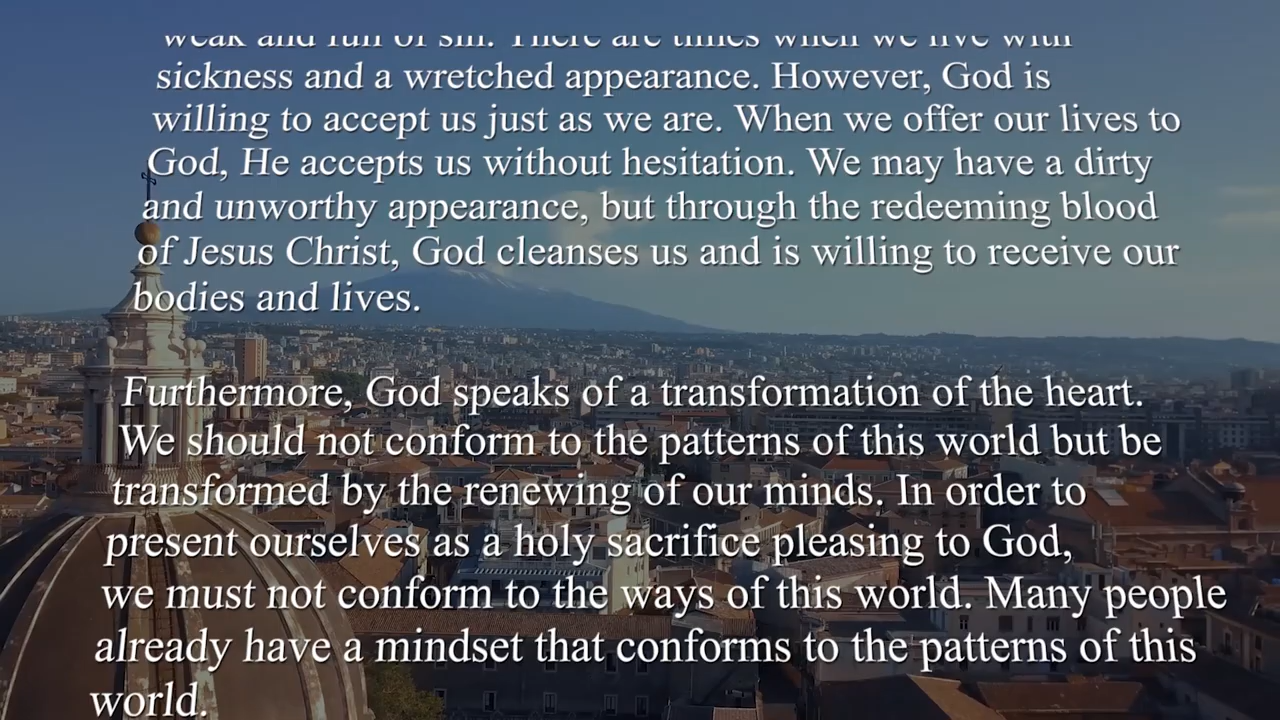 weak and full of sin. There are times when we live with
sickness and a wretched appearance. However, God is
willing to accept us just as we are. When we offer our lives to
God, He accepts us without hesitation. We may have a dirty
and unworthy appearance, but through the redeeming blood
of Jesus Christ, God cleanses us and is willing to receive our
bodies and lives.
Furthermore, God speaks of a transformation of the heart.
We should not conform to the patterns of this world but be
transformed by the renewing of our minds. In order to
present ourselves as a holy sacrifice pleasing to God,
we must not conform to the ways of this world. Many people
already have a mindset that conforms to the patterns of this
world.